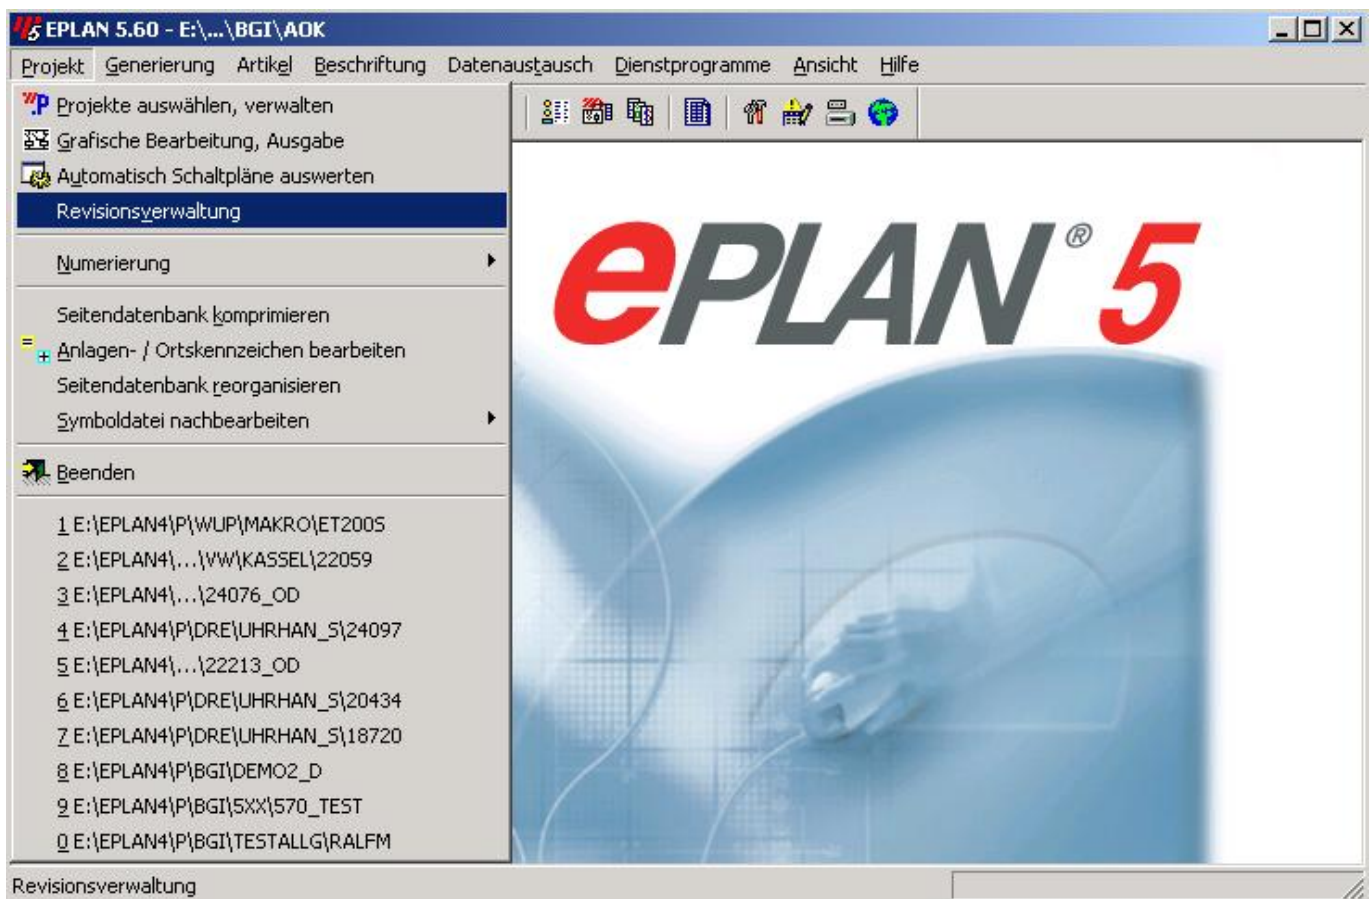 EPLAN 5.60 - E:\...\BGI\AOK
Projekt Generierung Artikel Beschriftung Datenaustausch Dienstprogramme Ansicht Hilfe
Projekte auswählen, verwalten
Grafische Bearbeitung, Ausgabe
Automatisch Schaltpläne auswerten
Revisionsverwaltung
Numerierung
Seitendatenbank komprimieren
Anlagen- / Ortskennzeichen bearbeiten
Seitendatenbank reorganisieren
Symboldatei nachbearbeiten
Beenden
1 E:\EPLAN4\P\WUP\MAKRO\ET200S
2 E:\EPLAN4\...\VW\KASSEL\22059
3 E:\EPLAN4\...\24076_OD
4 E:\EPLAN4\P\DRE\UHRHAN_S\24097
5 E:\EPLAN4\...\22213_OD
6 E:\EPLAN4\P\DRE\UHRHAN_S\20434
7 E:\EPLAN4\P\DRE\UHRHAN_S\18720
8 E:\EPLAN4\P\BGI\DEMO2_D
9 E:\EPLAN4\P\BGI\5XX\570_TEST
0 E:\EPLAN4\P\BGI\TESTALLG\RALFM
ePLAN® 5
Revisionsverwaltung